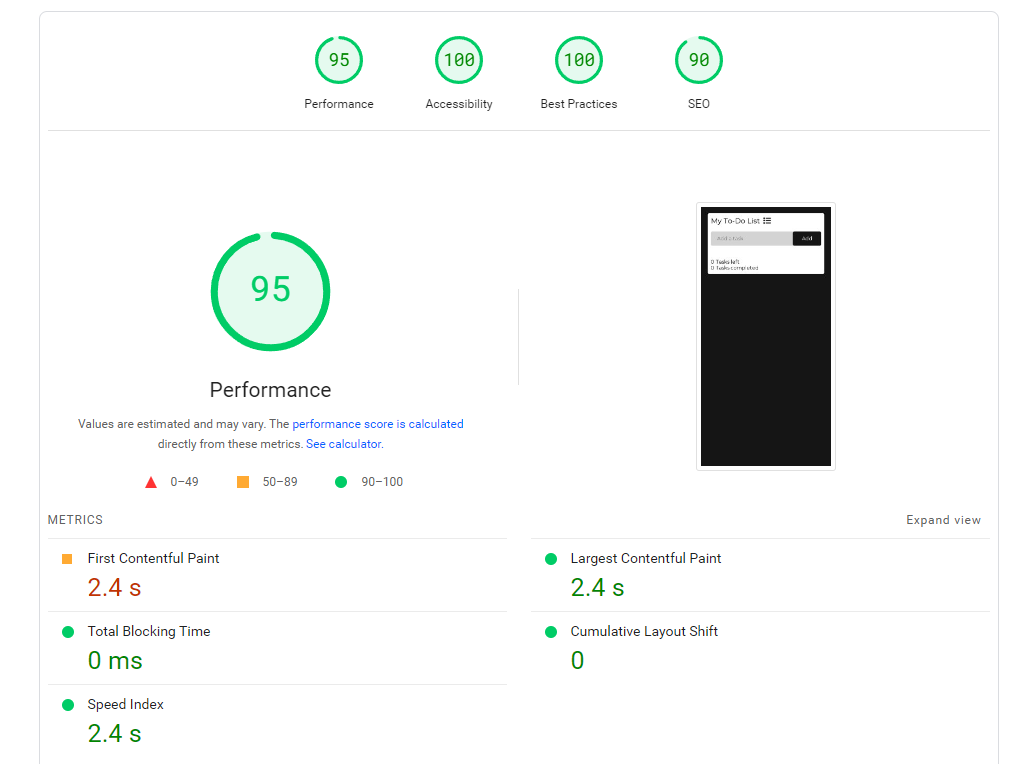 95
100
100
90
Performance
Accessibility
Best Practices
SEO
95
Performance
Values are estimated and may vary. The performance score is calculated
directly from these metrics. See calculator.
0–49
50–89
90–100
My To-Do List
Add a task
Add
0 Tasks left
0 Tasks completed
METRICS
Expand view
First Contentful Paint
2.4 s
Largest Contentful Paint
2.4 s
Total Blocking Time
0 ms
Cumulative Layout Shift
0
Speed Index
2.4 s